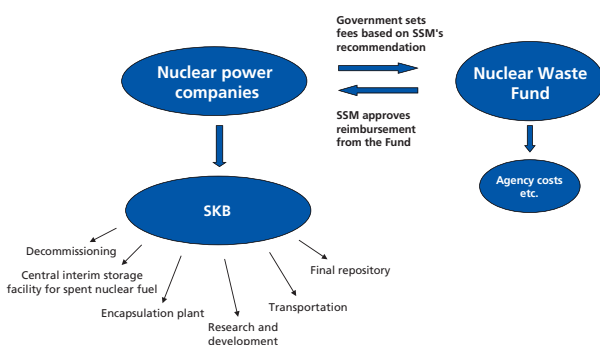 Government sets
fees based on SSM's
recommendation
Nuclear power
companies
Nuclear Waste
Fund
SSM approves
reimbursement
from the Fund
Agency costs
etc.
SKB
Decommissioning
Central interim storage
facility for spent nuclear fuel
Encapsulation plant
Research and
development
Transportation
Final repository